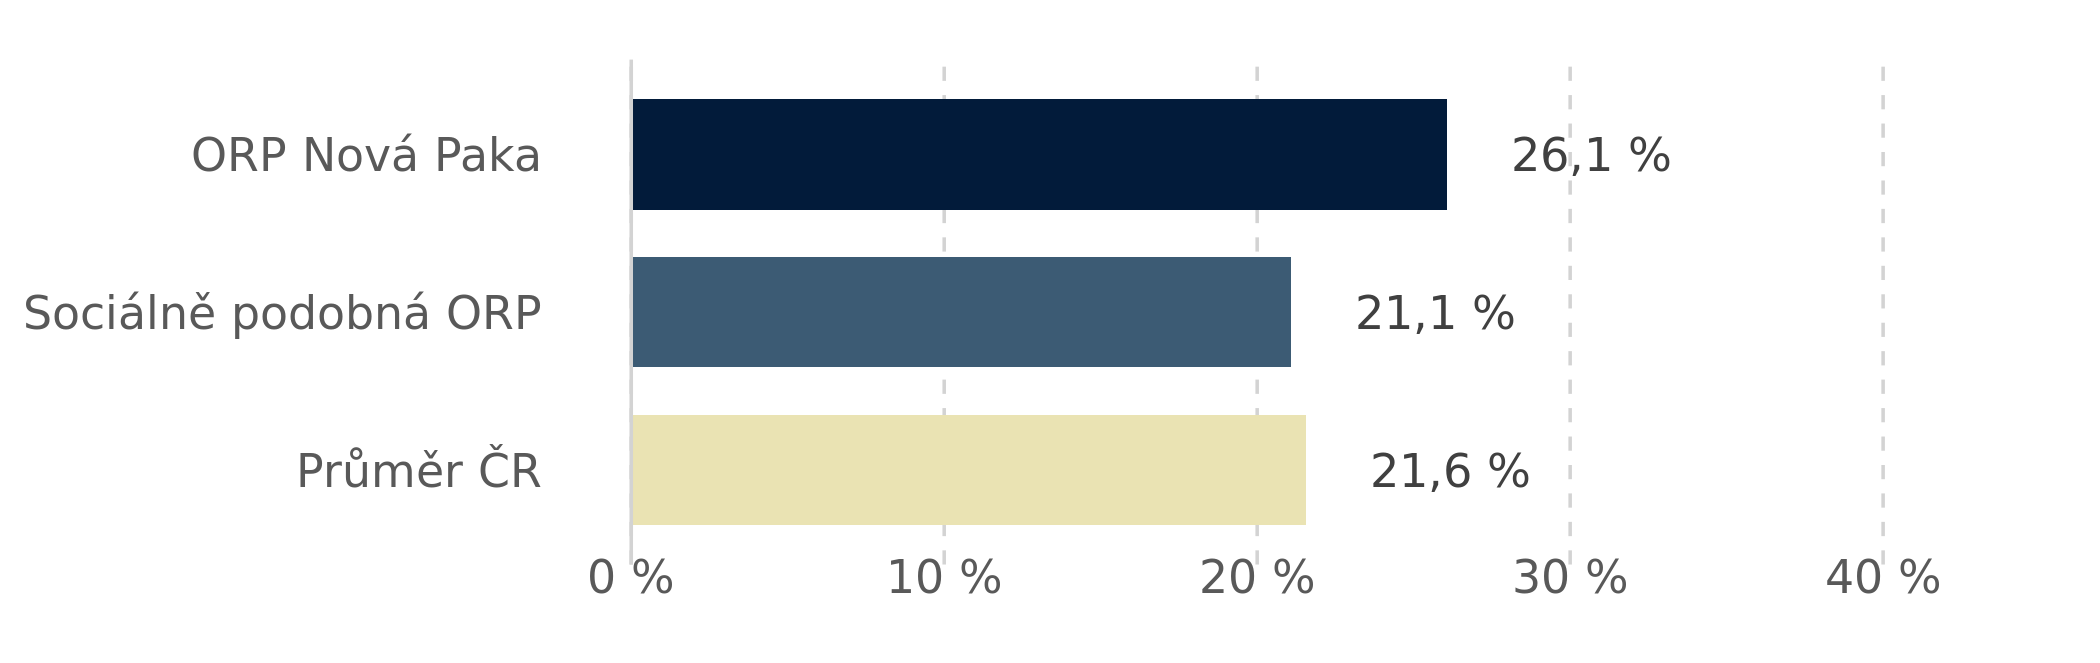 ORP Nová Paka 26,1 %
Sociálně podobná ORP 21,1 %
Průměr ČR 21,6 %
0 % 10 % 20 % 30 % 40 %